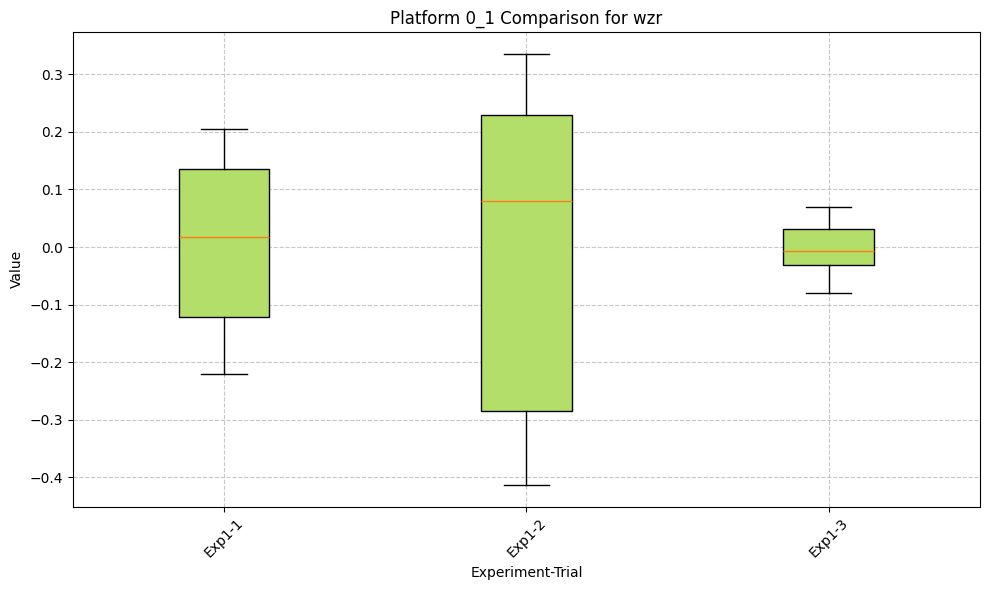 Platform 0_1 Comparison for wzr
Value
0.3
0.2
0.1
0.0
−0.1
−0.2
−0.3
−0.4
Exp1-1
Exp1-2
Exp1-3
Experiment-Trial